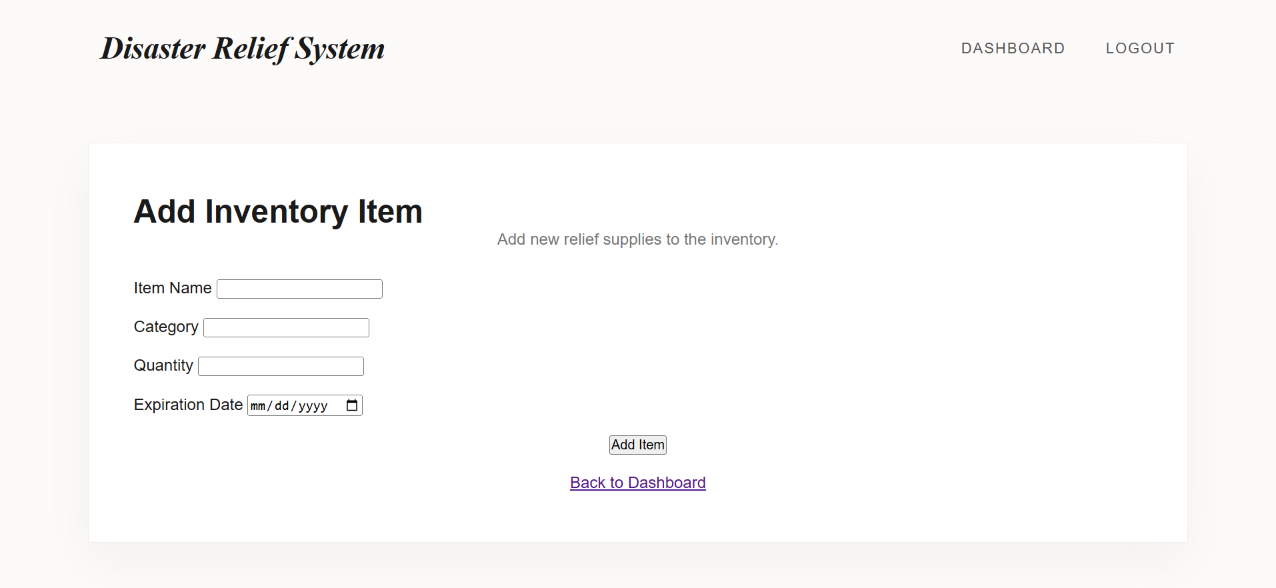 Disaster Relief System
DASHBOARD LOGOUT
Add Inventory Item
Add new relief supplies to the inventory.
Item Name
Category
Quantity
Expiration Date mm/dd/yyyy
Add Item
Back to Dashboard